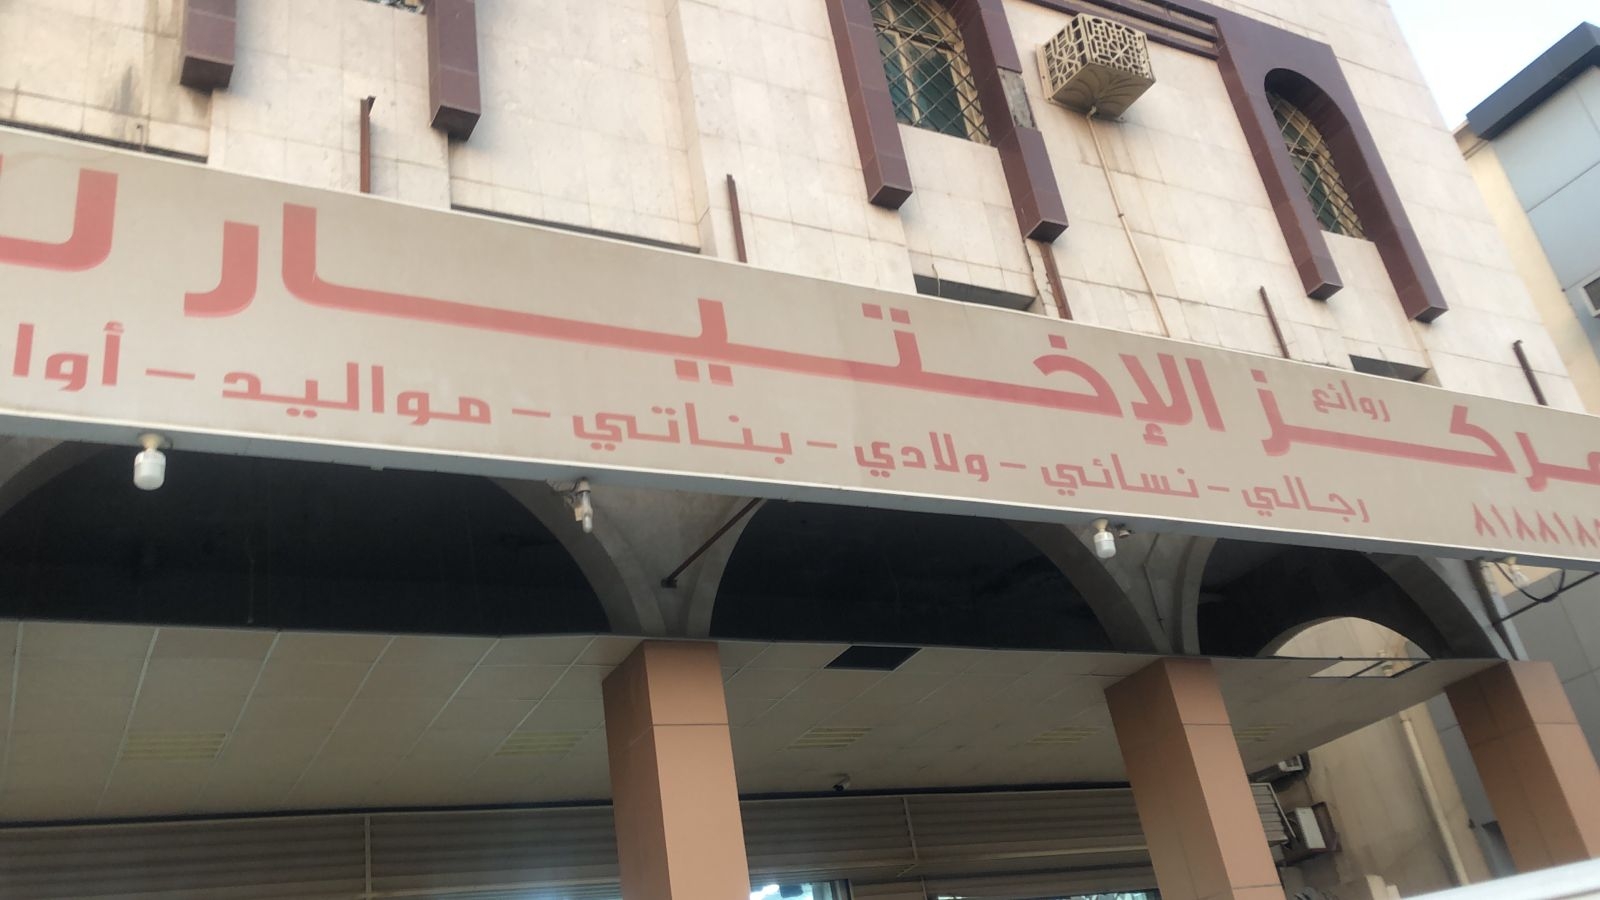 روائع
مركز الإختيار
رجالي - نسائي - ولادي - بناتي - مواليد -